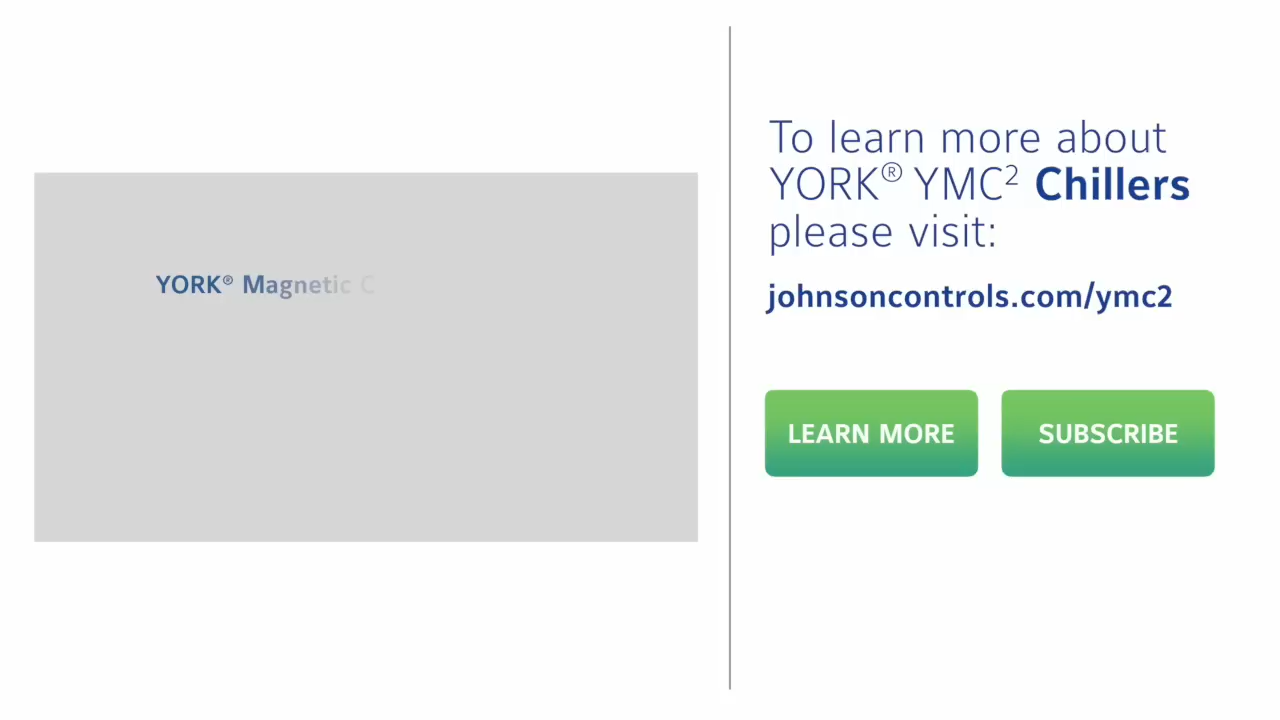 YORK® Magnetic C
To learn more about
YORK® YMC² Chillers
please visit:
johnsoncontrols.com/ymc2
LEARN MORE
SUBSCRIBE